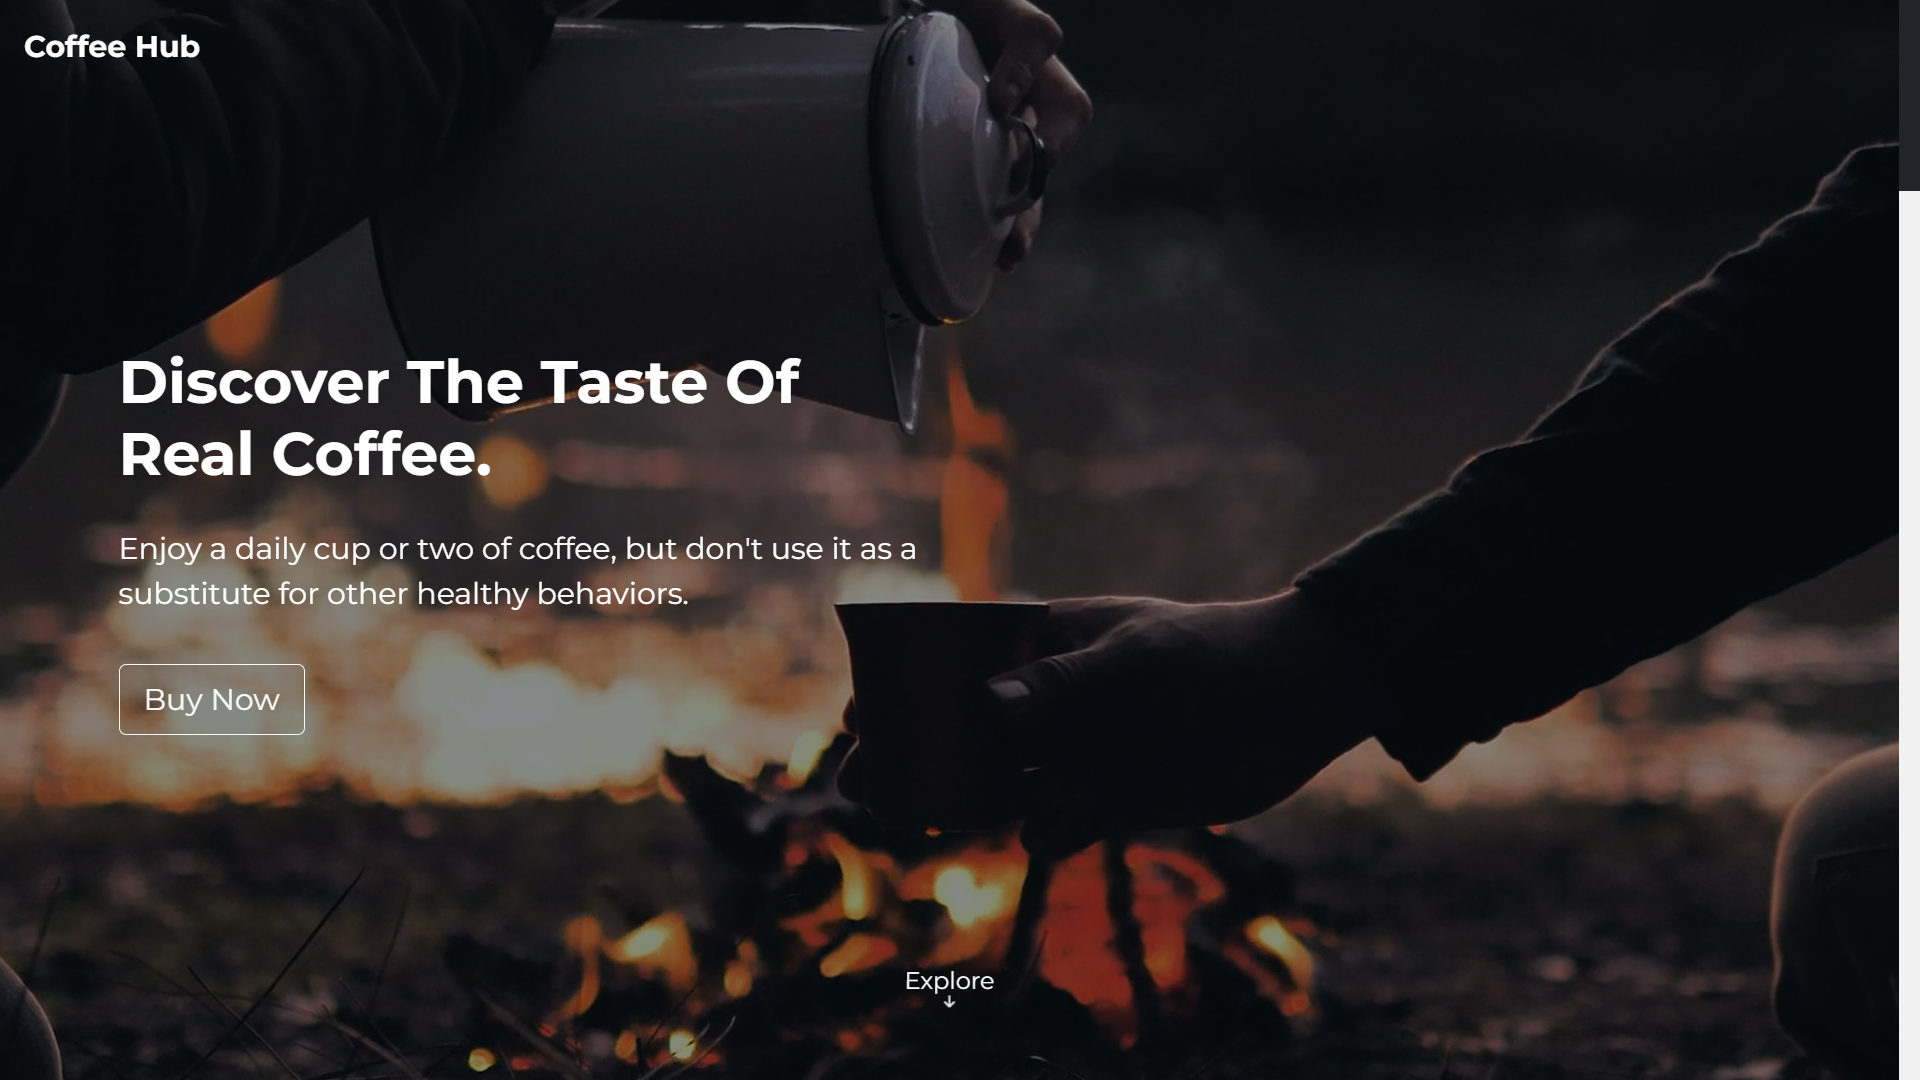 Coffee Hub
Discover The Taste Of
Real Coffee.
Enjoy a daily cup or two of coffee, but don't use it as a
substitute for other healthy behaviors.
Buy Now
Explore